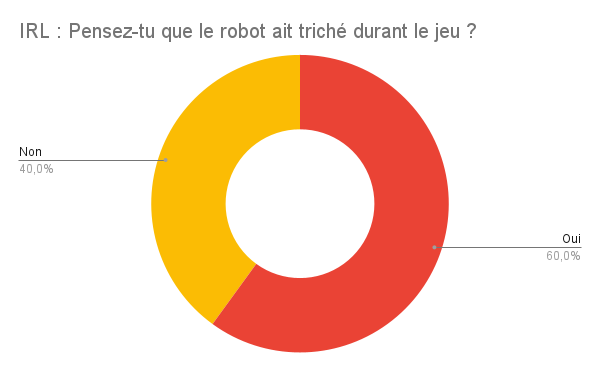 IRL : Pensez-tu que le robot ait triché durant le jeu ?
Non
40,0%
Oui
60,0%